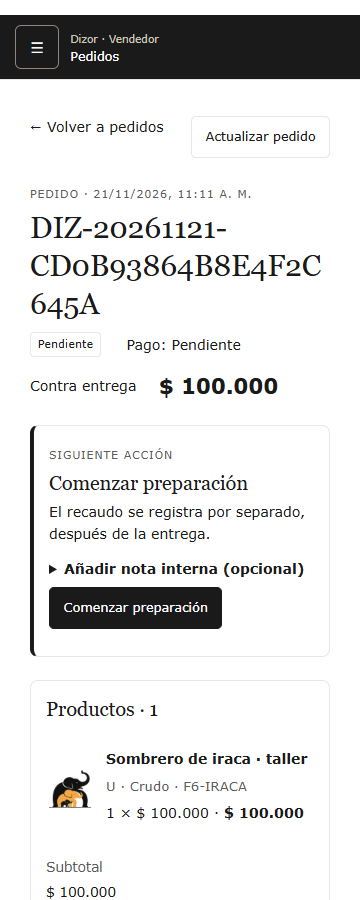 ☰
Dizor · Vendedor
Pedidos
← Volver a pedidos
Actualizar pedido
PEDIDO · 21/11/2026, 11:11 A. M.
DIZ-20261121-
CD0B93864B8E4F2C
645A
Pendiente
Pago: Pendiente
Contra entrega
$ 100.000
SIGUIENTE ACCIÓN
Comenzar preparación
El recaudo se registra por separado,
después de la entrega.
▶ Añadir nota interna (opcional)
Comenzar preparación
Productos · 1
Sombrero de iraca · taller
U · Crudo · F6-IRACA
1 × $ 100.000 · $ 100.000
Subtotal
$ 100.000